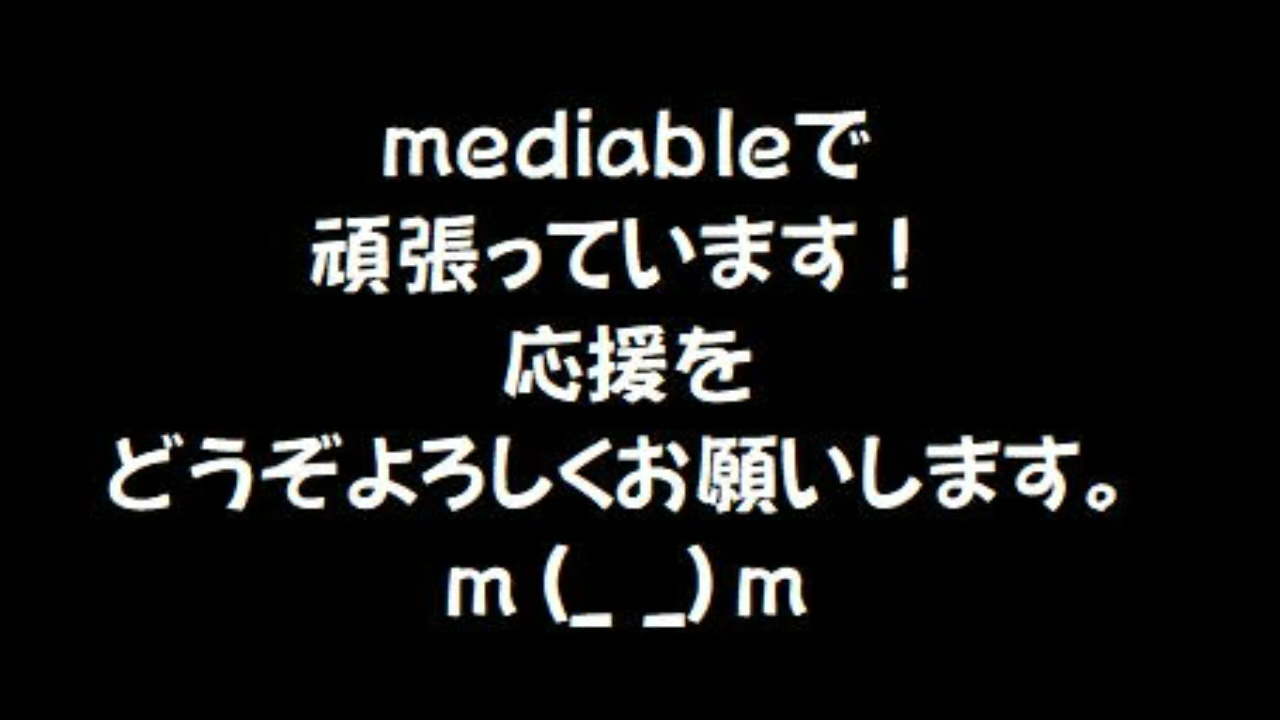 mediableで
頑張っています！
応援を
どうぞよろしくお願いします。
m(_ _)m